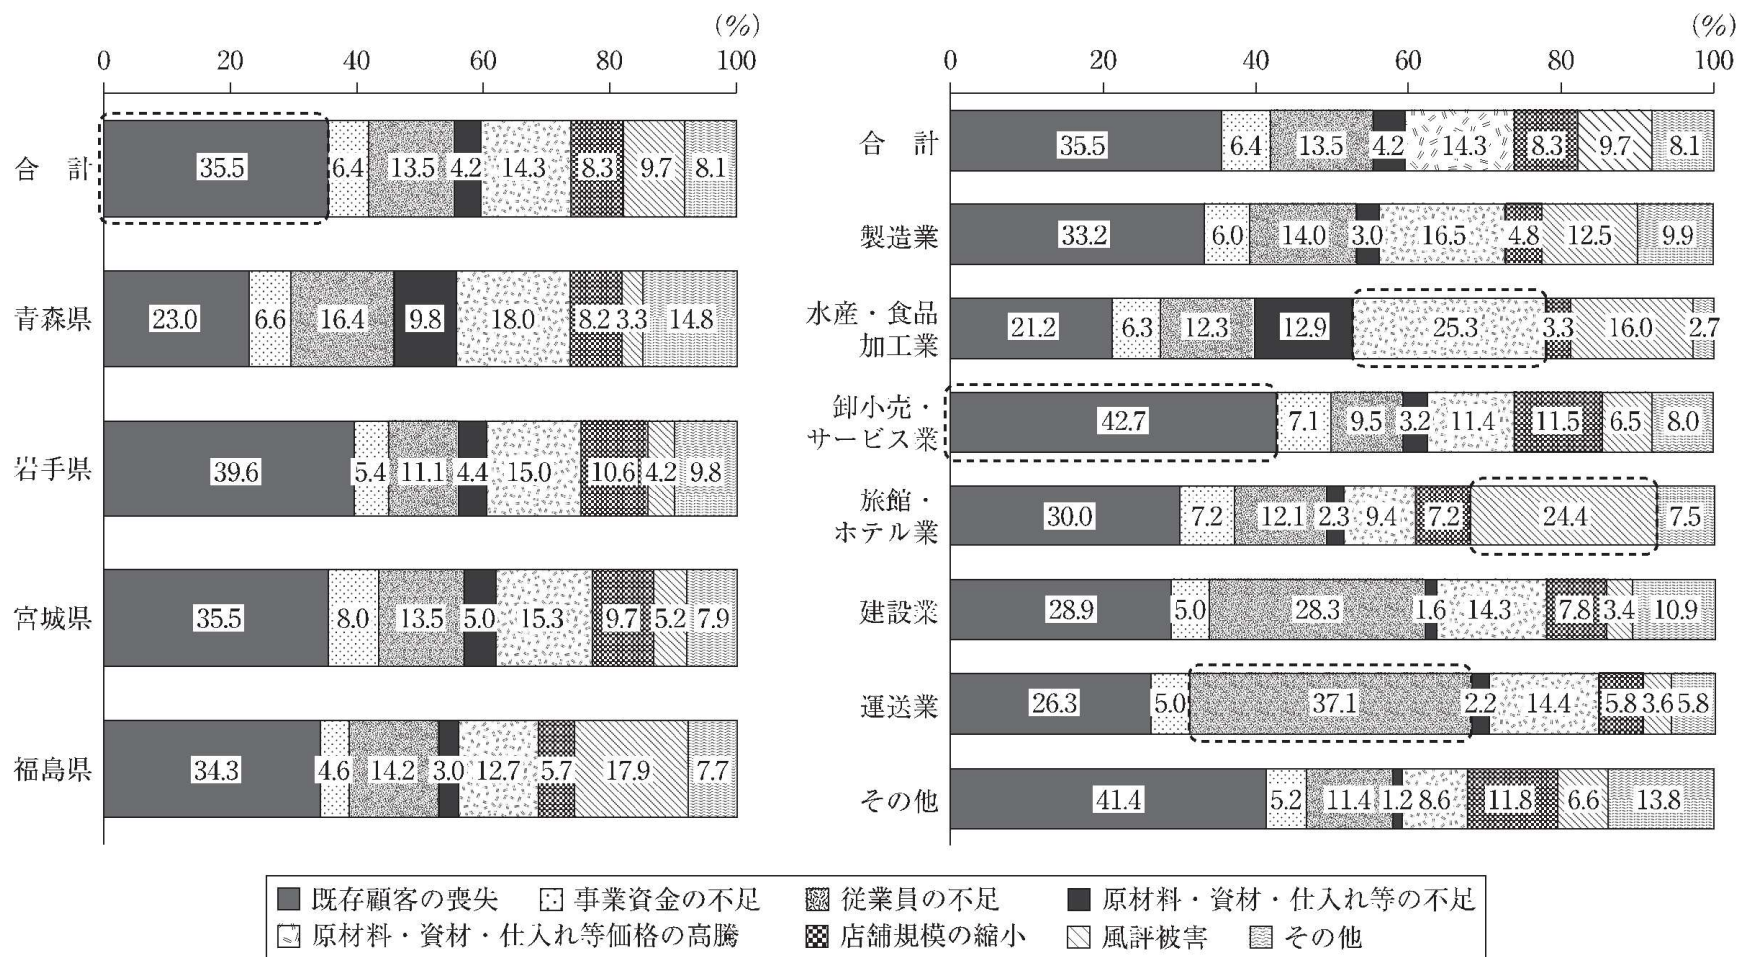 (%)
0 20 40 60 80 100
合 計 35.5 6.4 13.5 4.2 14.3 8.3 9.7 8.1
青森県 23.0 6.6 16.4 9.8 18.0 8.2 3.3 14.8
岩手県 39.6 5.4 11.1 4.4 15.0 10.6 4.2 9.8
宮城県 35.5 8.0 13.5 5.0 15.3 9.7 5.2 7.9
福島県 34.3 4.6 14.2 3.0 12.7 5.7 17.9 7.7
(%)
0 20 40 60 80 100
合 計 35.5 6.4 13.5 4.2 14.3 8.3 9.7 8.1
製造業 33.2 6.0 14.0 3.0 16.5 4.8 12.5 9.9
水産・食品
加工業 21.2 6.3 12.3 12.9 25.3 3.3 16.0 2.7
卸小売・
サービス業 42.7 7.1 9.5 3.2 11.4 11.5 6.5 8.0
旅館・
ホテル業 30.0 7.2 12.1 2.3 9.4 7.2 24.4 7.5
建設業 28.9 5.0 28.3 1.6 14.3 7.8 3.4 10.9
運送業 26.3 5.0 37.1 2.2 14.4 5.8 3.6 5.8
その他 41.4 5.2 11.4 1.2 8.6 11.8 6.6 13.8
既存顧客の喪失 事業資金の不足 従業員の不足 原材料・資材・仕入れ等の不足
原材料・資材・仕入れ等価格の高騰 店舗規模の縮小 風評被害 その他